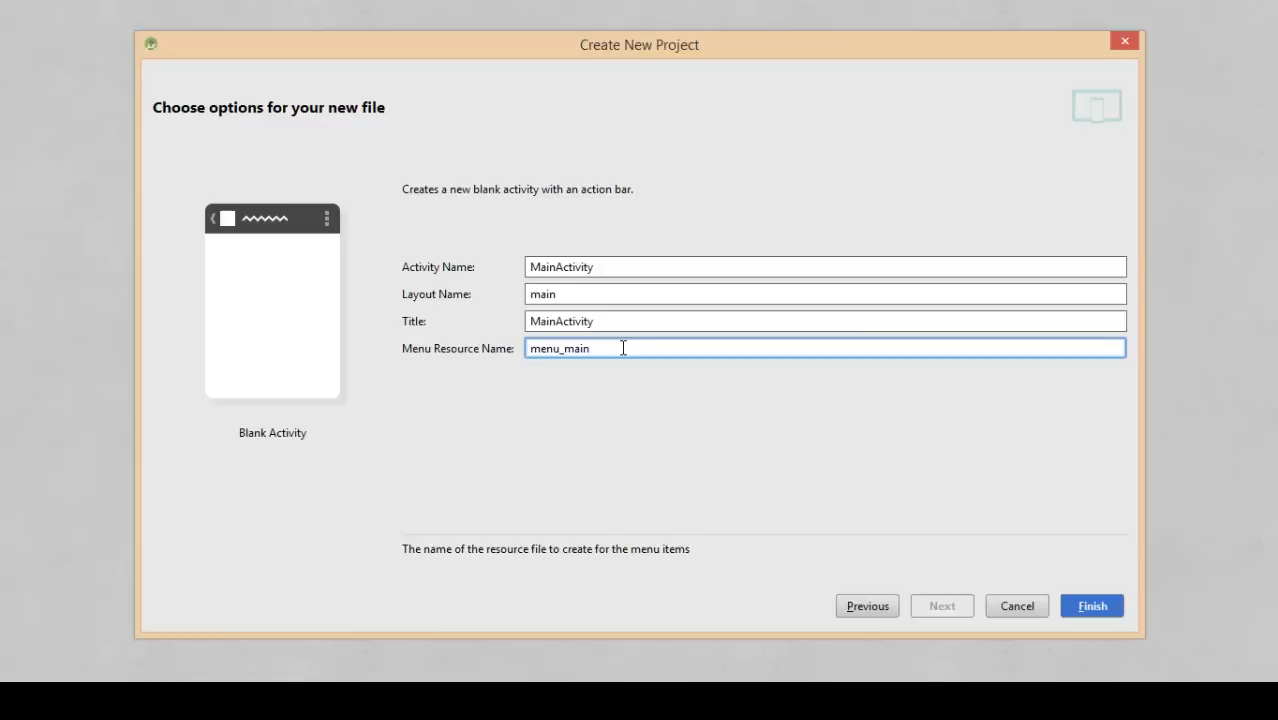 Create New Project
Choose options for your new file
Creates a new blank activity with an action bar.
Activity Name: MainActivity
Layout Name: main
Title: MainActivity
Menu Resource Name: menu_main
Blank Activity
The name of the resource file to create for the menu items
Previous Next Cancel Finish